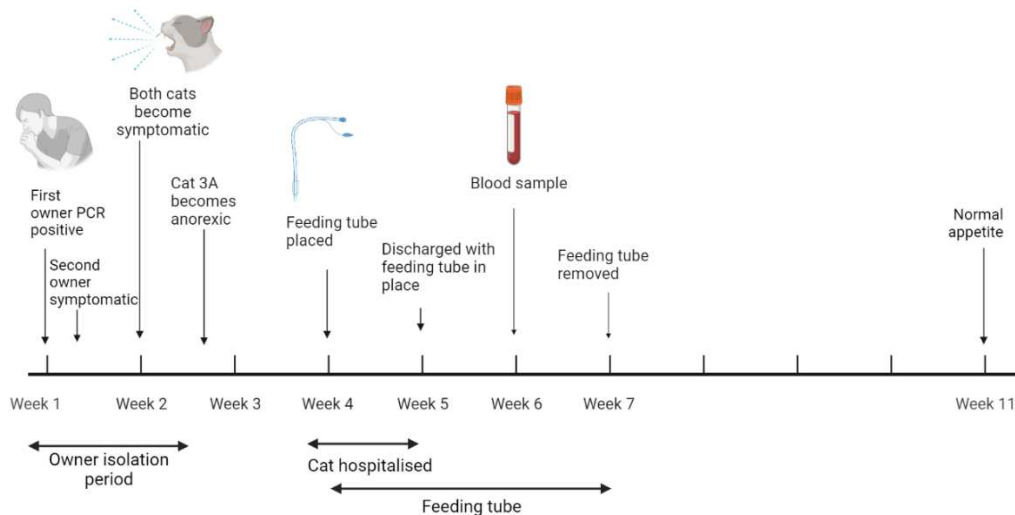 Both cats
become
symptomatic
First
owner PCR
positive
Second
owner
symptomatic
Cat 3A
becomes
anorexic
Feeding tube
placed
Discharged with
feeding tube in
place
Blood sample
Feeding tube
removed
Normal
appetite
Week 1
Week 2
Week 3
Week 4
Week 5
Week 6
Week 7
Week 11
Owner isolation
period
Cat hospitalised
Feeding tube